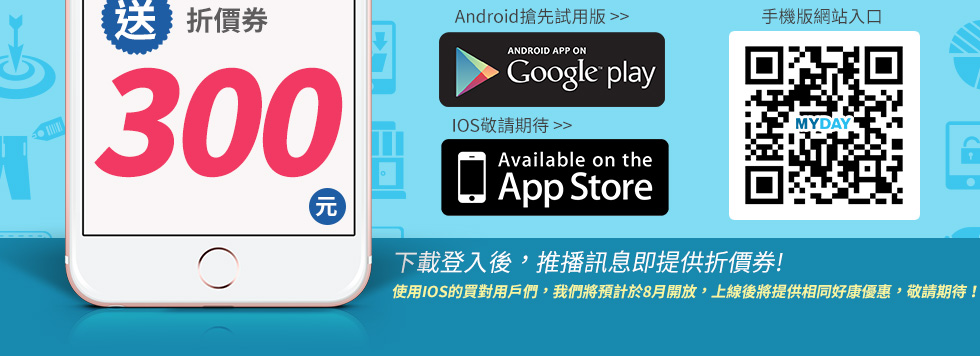 送 折價券
300
元
Android搶先試用版 >>
ANDROID APP ON
Google play
IOS敬請期待 >>
Available on the
App Store
手機版網站入口
MYDAY
下載登入後，推播訊息即提供折價券!
使用IOS的買對用戶們，我們將預計於8月開放，上線後將提供相同好康優惠，敬請期待！